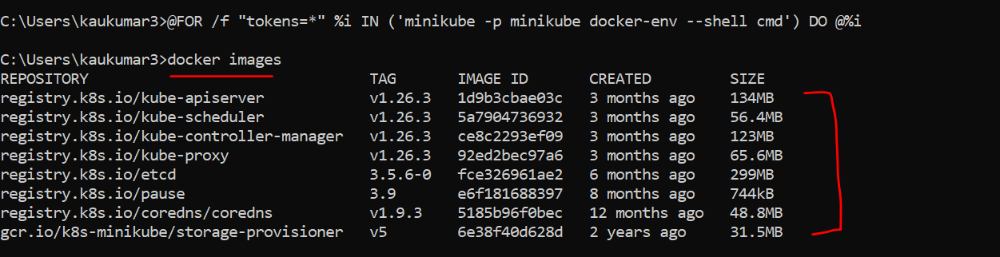 C:\Users\kaukumar3>@FOR /f "tokens=*" %i IN ('minikube -p minikube docker-env --shell cmd') DO @%i
C:\Users\kaukumar3>docker images
REPOSITORY TAG IMAGE ID CREATED SIZE
registry.k8s.io/kube-apiserver v1.26.3 1d9b3cbae03c 3 months ago 134MB
registry.k8s.io/kube-scheduler v1.26.3 5a7904736932 3 months ago 56.4MB
registry.k8s.io/kube-controller-manager v1.26.3 ce8c2293ef09 3 months ago 123MB
registry.k8s.io/kube-proxy v1.26.3 92ed2bec97a6 3 months ago 65.6MB
registry.k8s.io/etcd 3.5.6-0 fce326961ae2 6 months ago 299MB
registry.k8s.io/pause 3.9 e6f181688397 8 months ago 744kB
registry.k8s.io/coredns/coredns v1.9.3 5185b96f0bec 12 months ago 48.8MB
gcr.io/k8s-minikube/storage-provisioner v5 6e38f40d628d 2 years ago 31.5MB